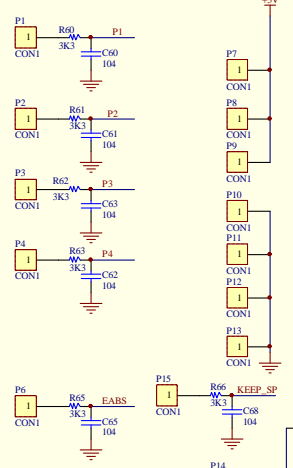 +5V
P1
1
CON1
R60
3K3
P1
C60
104
P2
1
CON1
R61
3K3
P2
C61
104
P3
1
CON1
R62
3K3
P3
C63
104
P4
1
CON1
R63
3K3
P4
C62
104
P6
1
CON1
R65
3K3
EABS
C65
104
P7
1
CON1
P8
1
CON1
P9
1
CON1
P10
1
CON1
P11
1
CON1
P12
1
CON1
P13
1
CON1
P15
1
CON1
R66
3K3
KEEP_SP
C68
104
P14